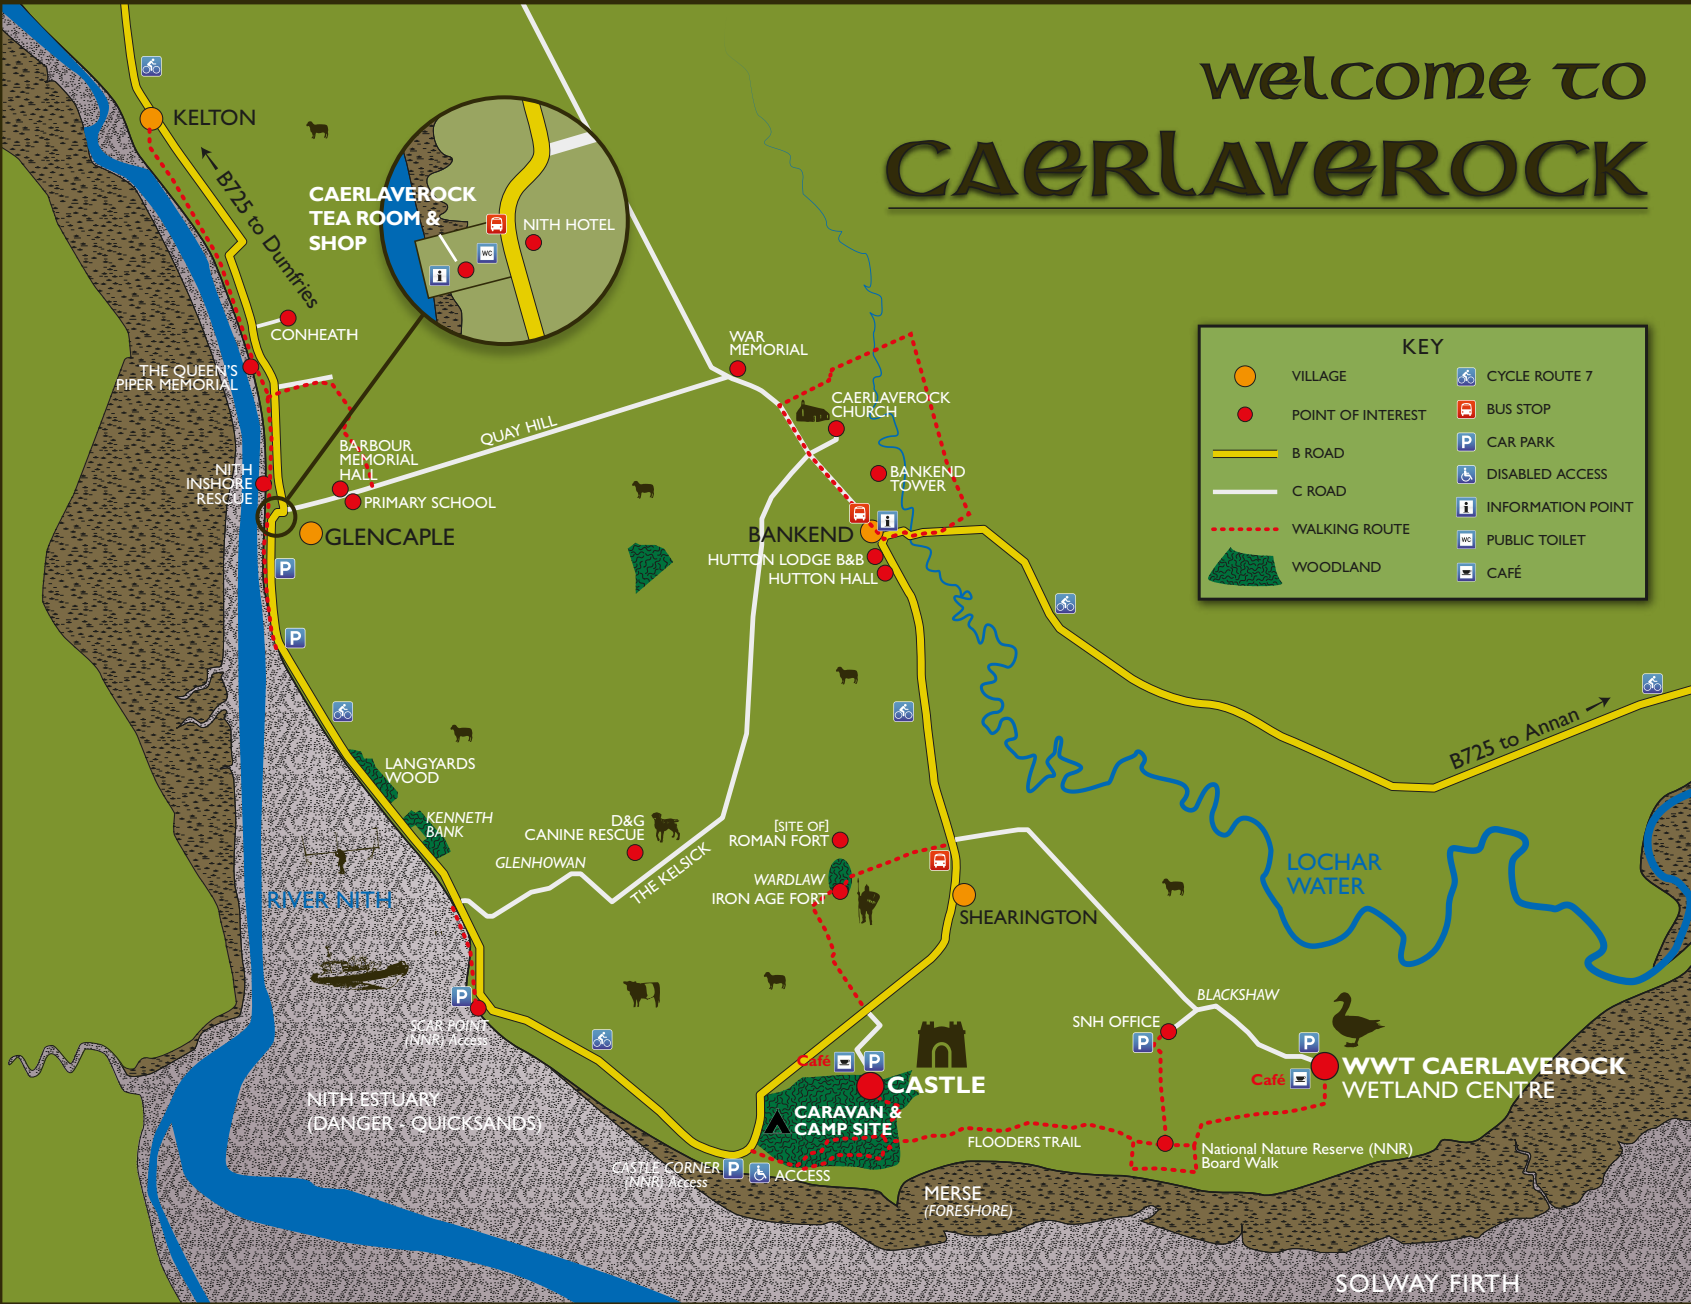 welcome to
CAERLAVEROCK
KELTON
B725 to Dumfries
CAERLAVEROCK
TEA ROOM &
SHOP
NITH HOTEL
WC
i
CONHEATH
THE QUEEN'S
PIPER MEMORIAL
WAR
MEMORIAL
QUAY HILL
CAERLAVEROCK
CHURCH
BARBOUR
MEMORIAL
HALL
NITH
INSHORE
RESCUE
PRIMARY SCHOOL
GLENCAPLE
BANKEND
TOWER
BANKEND
i
HUTTON LODGE B&B
HUTTON HALL
P
P
KEY
VILLAGE
POINT OF INTEREST
B ROAD
C ROAD
WALKING ROUTE
WOODLAND
CYCLE ROUTE 7
BUS STOP
P CAR PARK
DISABLED ACCESS
i INFORMATION POINT
WC PUBLIC TOILET
CAFÉ
B725 to Annan
LANGYARDS
WOOD
KENNETH
BANK
D&G
CANINE RESCUE
GLENHOWAN
THE KELSICK
[SITE OF]
ROMAN FORT
WARDLAW
IRON AGE FORT
SHEARINGTON
LOCHAR
WATER
RIVER NITH
P
SCAR POINT
(NNR) Access
BLACKSHAW
SNH OFFICE
P
P
Café
WWT CAERLAVEROCK
WETLAND CENTRE
Café
P
CASTLE
CARAVAN &
CAMP SITE
NITH ESTUARY
(DANGER - QUICKSANDS)
FLOODERS TRAIL
National Nature Reserve (NNR)
Board Walk
CASTLE CORNER
(NNR) Access
P
ACCESS
MERSE
(FORESHORE)
SOLWAY FIRTH